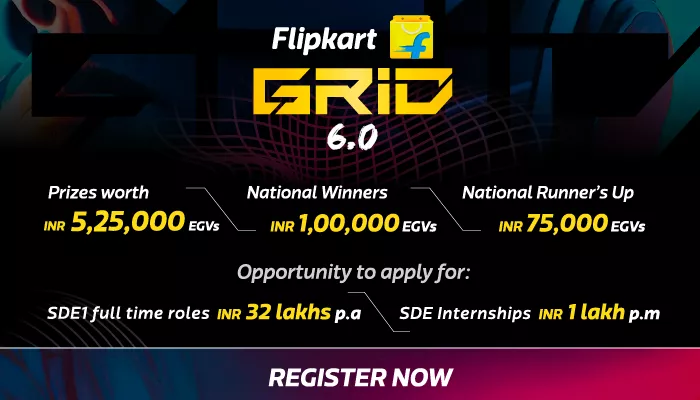 Flipkart
GRiD
6.0
Prizes worth
INR 5,25,000 EGVs
National Winners
INR 1,00,000 EGVs
National Runner's Up
INR 75,000 EGVs
Opportunity to apply for:
SDE1 full time roles INR 32 lakhs p.a
SDE Internships INR 1 lakh p.m
REGISTER NOW